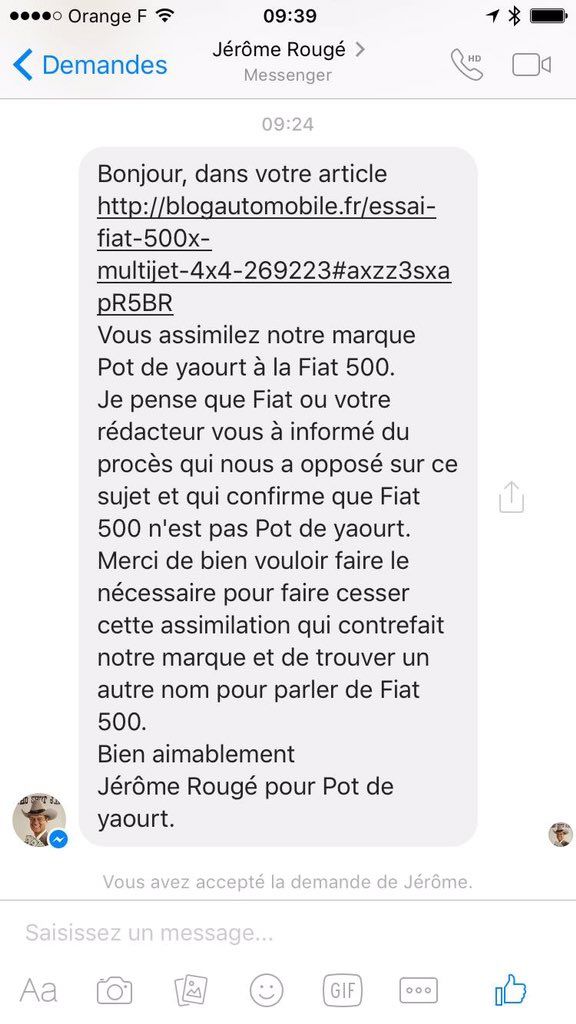 Orange F 09:39
Demandes
Jérôme Rougé
Messenger
HD
09:24
Bonjour, dans votre article
http://blogautomobile.fr/essai-
fiat-500x-
multijet-4x4-269223#axzz3sxa
pR5BR
Vous assimilez notre marque
Pot de yaourt à la Fiat 500.
Je pense que Fiat ou votre
rédacteur vous à informé du
procès qui nous a opposé sur ce
sujet et qui confirme que Fiat
500 n'est pas Pot de yaourt.
Merci de bien vouloir faire le
nécessaire pour faire cesser
cette assimilation qui contrefait
notre marque et de trouver un
autre nom pour parler de Fiat
500.
Bien aimablement
Jérôme Rougé pour Pot de
yaourt.
Vous avez accepté la demande de Jérôme.
Saisissez un message...
Aa
GIF